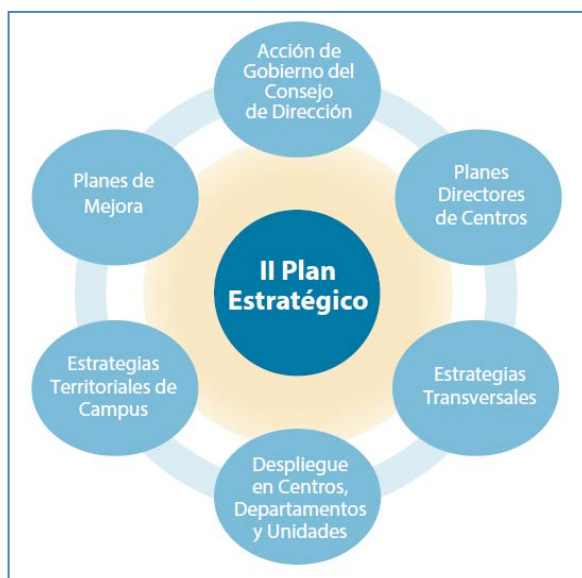 Acción de
Gobierno del
Consejo
de Dirección
Planes
Directores
de Centros
Estrategias
Transversales
Despliegue
en Centros,
Departamentos
y Unidades
Estrategias
Territoriales de
Campus
Planes de
Mejora
II Plan
Estratégico